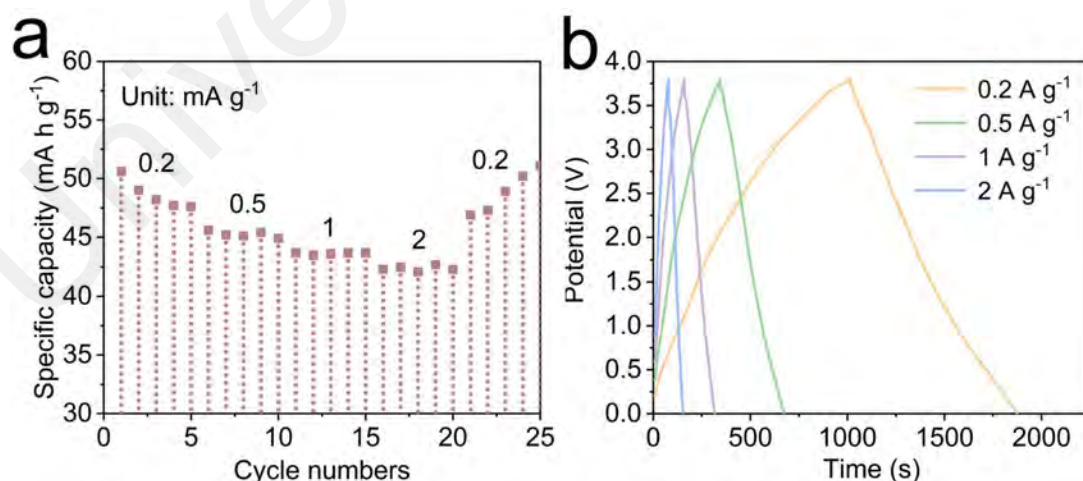 Unive
a
Specific capacity (mA h g⁻¹)
60
55
50
45
40
35
30
Unit: mA g⁻¹
0.2
0.5
1
2
0.2
0 5 10 15 20 25
Cycle numbers
b
Potential (V)
4.0
3.5
3.0
2.5
2.0
1.5
1.0
0.5
0.0
0.2 A g⁻¹
0.5 A g⁻¹
1 A g⁻¹
2 A g⁻¹
0 500 1000 1500 2000
Time (s)